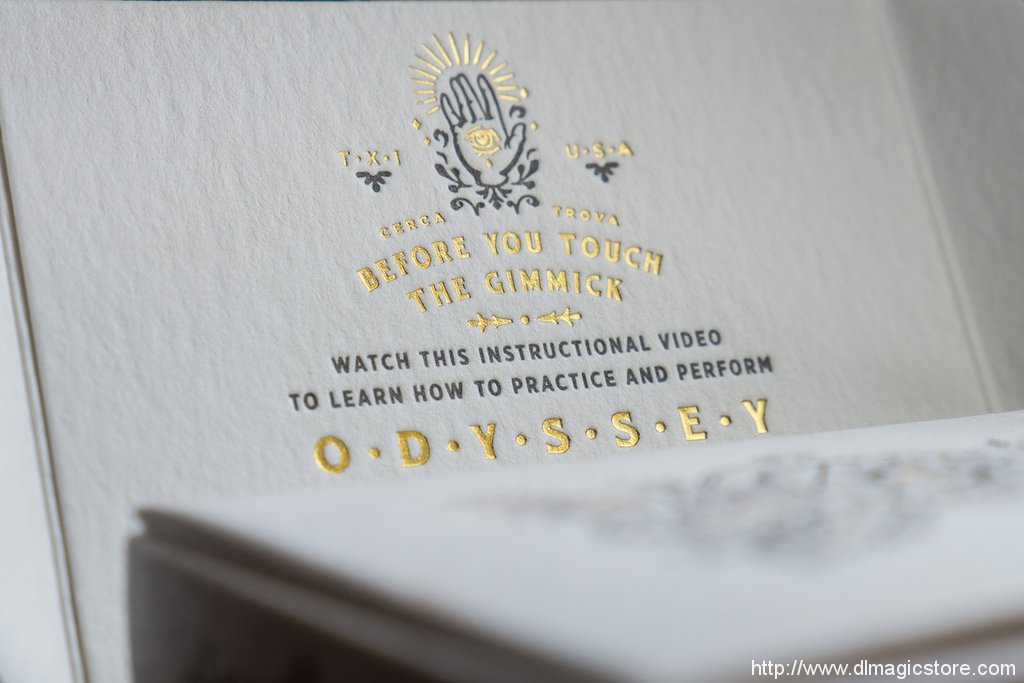 T·X·I U·S·A
CERCA TROVA
BEFORE YOU TOUCH
THE GIMMICK
WATCH THIS INSTRUCTIONAL VIDEO
TO LEARN HOW TO PRACTICE AND PERFORM
O·D·Y·S·S·E·Y
http://www.dlmagicstore.com